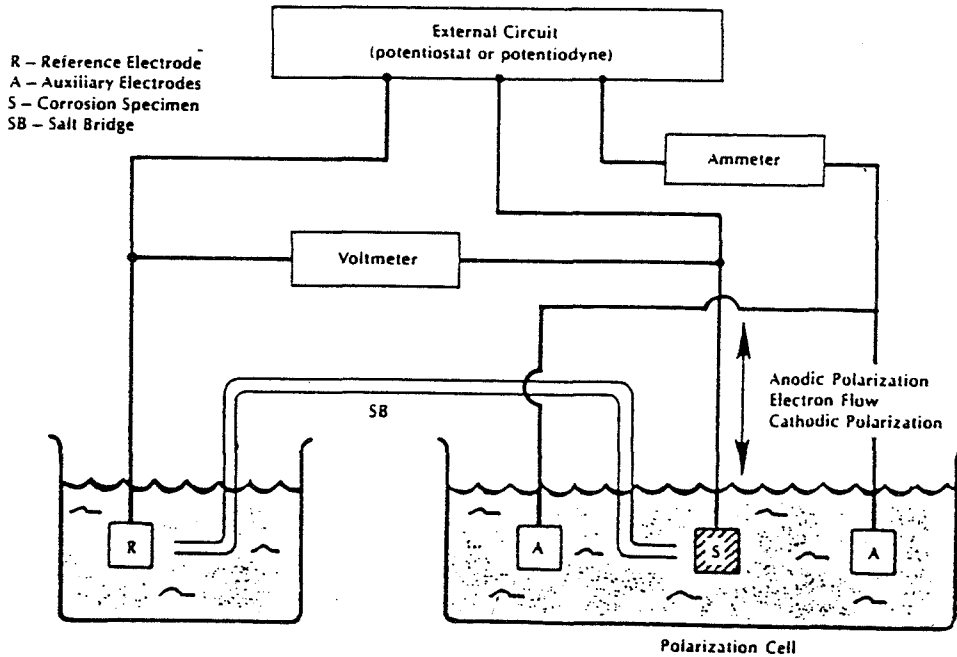 External Circuit
(potentiostat or potentiodyne)
R – Reference Electrode
A – Auxiliary Electrodes
S – Corrosion Specimen
SB – Salt Bridge
Ammeter
Voltmeter
Anodic Polarization
Electron Flow
Cathodic Polarization
SB
R
A
S
A
Polarization Cell